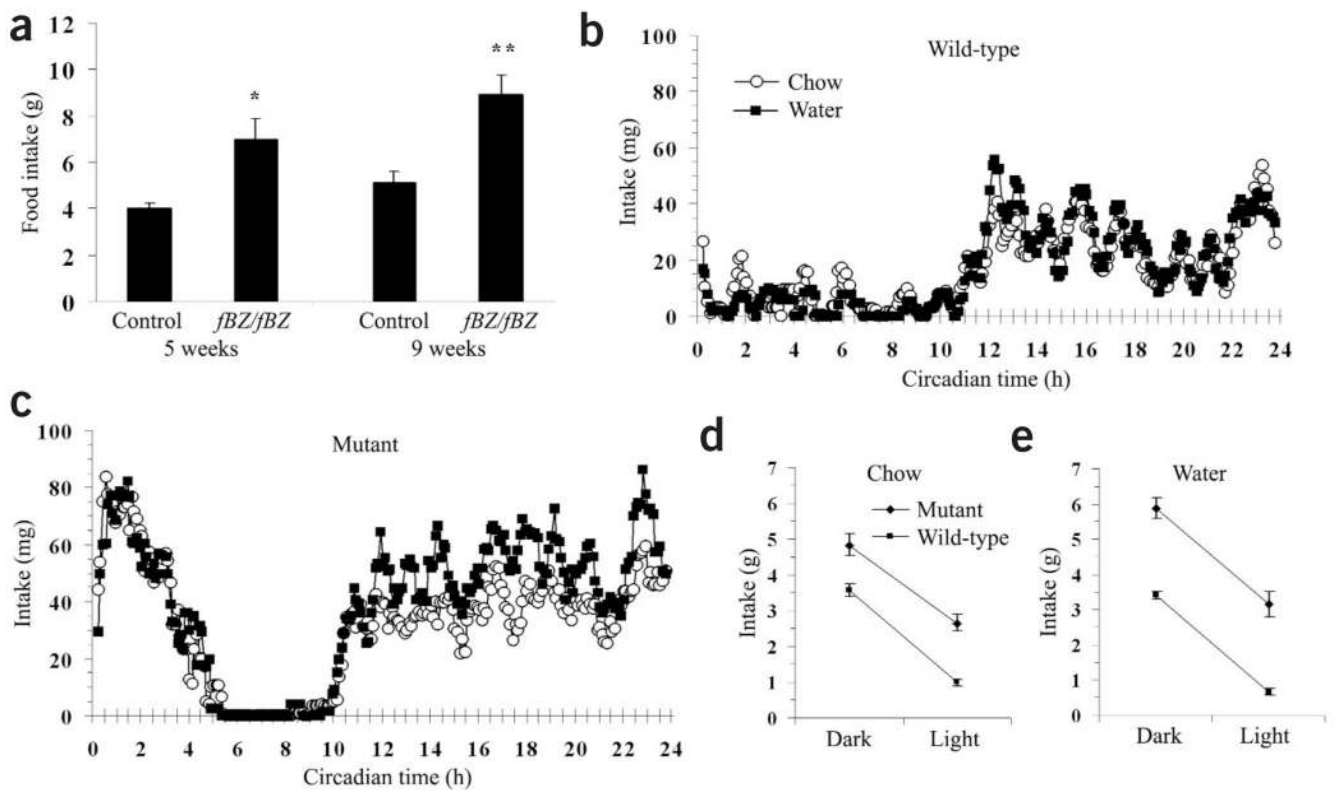 a
12
10
8
6
4
2
0
Food intake (g)
*
**
Control fBZ/fBZ Control fBZ/fBZ
5 weeks 9 weeks
b
Wild-type
Chow
Water
100
80
60
40
20
0
Intake (mg)
0 2 4 6 8 10 12 14 16 18 20 22 24
Circadian time (h)
c
Mutant
100
80
60
40
20
0
Intake (mg)
0 2 4 6 8 10 12 14 16 18 20 22 24
Circadian time (h)
d
Chow
Mutant
Wild-type
7
6
5
4
3
2
1
0
Intake (g)
Dark Light
e
Water
7
6
5
4
3
2
1
0
Intake (g)
Dark Light